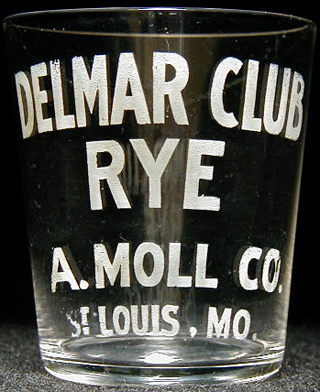 DELMAR CLUB
RYE
A. MOLL CO.
ST LOUIS, MO.